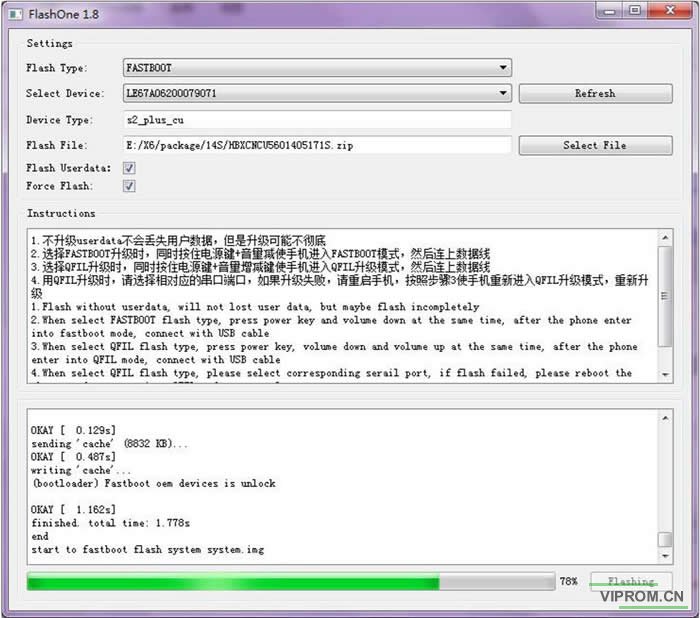 FlashOne 1.8
Settings
Flash Type: FASTBOOT
Select Device: LE67A06200079071 Refresh
Device Type: s2_plus_cu
Flash File: E:/X6/package/14S/HBXCNCU5601405171S.zip Select File
Flash Userdata:
Force Flash:
Instructions
1.不升级userdata不会丢失用户数据，但是升级可能不彻底
2.选择FASTBOOT升级时，同时按住电源键+音量减使手机进入FASTBOOT模式，然后连上数据线
3.选择QFIL升级时，同时按住电源键+音量增减键使手机进入QFIL升级模式，然后连上数据线
4.用QFIL升级时，请选择相对应的串口端口，如果升级失败，请重启手机，按照步骤3使手机重新进入QFIL升级模式，重新升
级
1.Flash without userdata, will not lost user data, but maybe flash incompletely
2.When select FASTBOOT flash type, press power key and volume down at the same time, after the phone enter
into fastboot mode, connect with USB cable
3.When select QFIL flash type, press power key, volume down and volume up at the same time, after the phone
enter into QFIL mode, connect with USB cable
4.When select QFIL flash type, please select corresponding serail port, if flash failed, please reboot the
OKAY [ 0.129s]
sending 'cache' (8832 KB)...
OKAY [ 0.487s]
writing 'cache'...
(bootloader) Fastboot oem devices is unlock
OKAY [ 1.162s]
finished. total time: 1.778s
end
start to fastboot flash system system.img
78% Flashing
VIPROM.CN